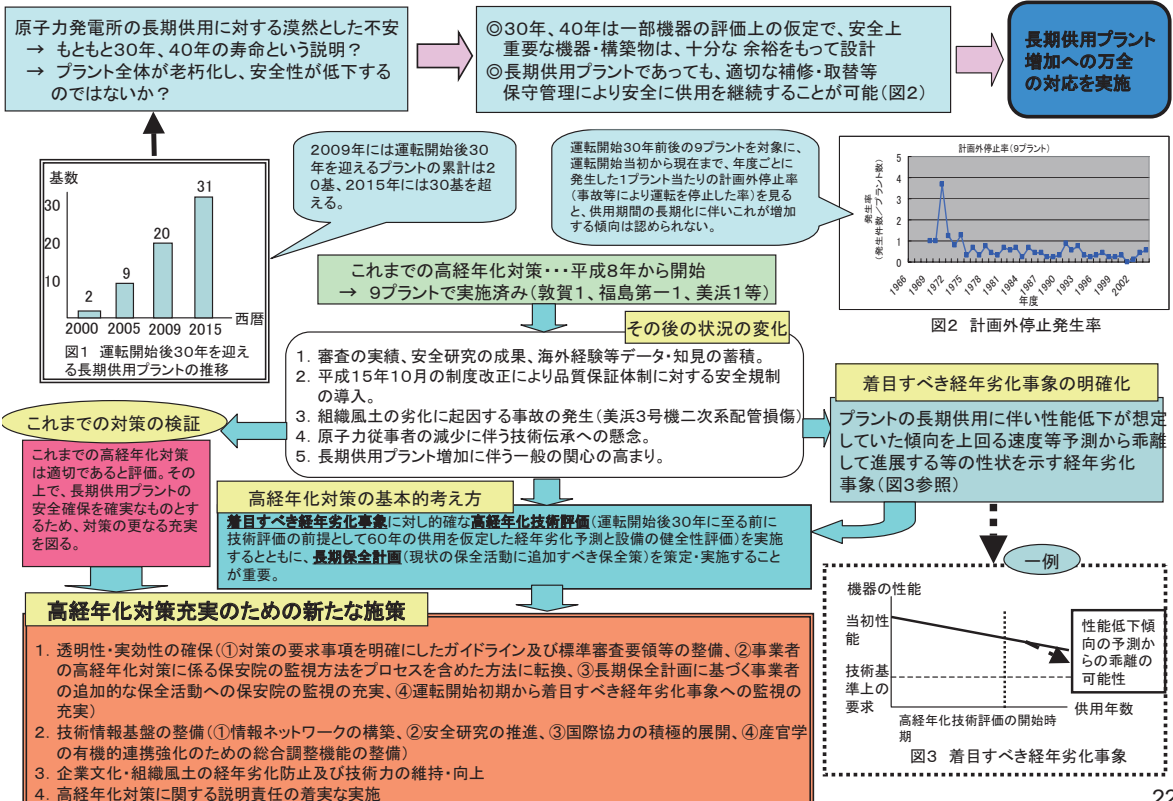 原子力発電所の長期供用に対する漠然とした不安
→ もともと30年、40年の寿命という説明？
→ プラント全体が老朽化し、安全性が低下する
のではないか？
◎30年、40年は一部機器の評価上の仮定で、安全上
重要な機器・構築物は、十分な 余裕をもって設計
◎長期供用プラントであっても、適切な補修・取替等
保守管理により安全に供用を継続することが可能(図2)
長期供用プラント
増加への万全
の対応を実施
基数
30
20
10
2
9
20
31
2000 2005 2009 2015
西暦
図1 運転開始後30年を迎え
る長期供用プラントの推移
2009年には運転開始後30
年を迎えるプラントの累計は2
0基、2015年には30基を超
える。
運転開始30年前後の9プラントを対象に、
運転開始当初から現在まで、年度ごとに
発生した1プラント当たりの計画外停止率
(事故等により運転を停止した率)を見る
と、供用期間の長期化に伴いこれが増加
する傾向は認められない。
計画外停止率(9プラント)
発生率
(発生件数/プラント数)
5
4
3
2
1
0
1966 1969 1972 1975 1978 1981 1984 1987 1990 1993 1996 1999 2002
年度
図2 計画外停止発生率
これまでの高経年化対策・・・平成8年から開始
→ 9プラントで実施済み(敦賀1、福島第一1、美浜1等)
その後の状況の変化
1. 審査の実績、安全研究の成果、海外経験等データ・知見の蓄積。
2. 平成15年10月の制度改正により品質保証体制に対する安全規制
の導入。
3. 組織風土の劣化に起因する事故の発生(美浜3号機二次系配管損傷)
4. 原子力従事者の減少に伴う技術伝承への懸念。
5. 長期供用プラント増加に伴う一般の関心の高まり。
これまでの対策の検証
これまでの高経年化対策
は適切であると評価。その
上で、長期供用プラントの
安全確保を確実なものとす
るため、対策の更なる充実
を図る。
着目すべき経年劣化事象の明確化
プラントの長期供用に伴い性能低下が想定
していた傾向を上回る速度等予測から乖離
して進展する等の性状を示す経年劣化
事象(図3参照)
高経年化対策の基本的考え方
着目すべき経年劣化事象に対し的確な高経年化技術評価(運転開始後30年に至る前に
技術評価の前提として60年の供用を仮定した経年劣化予測と設備の健全性評価)を実施
するとともに、長期保全計画(現状の保全活動に追加すべき保全策)を策定・実施すること
が重要。
一例
機器の性能
当初性
能
技術基
準上の
要求
性能低下傾
向の予測か
らの乖離の
可能性
供用年数
高経年化技術評価の開始時
期
図3 着目すべき経年劣化事象
高経年化対策充実のための新たな施策
1. 透明性・実効性の確保(①対策の要求事項を明確にしたガイドライン及び標準審査要領等の整備、②事業者
の高経年化対策に係る保安院の監視方法をプロセスを含めた方法に転換、③長期保全計画に基づく事業者
の追加的な保全活動への保安院の監視の充実、④運転開始初期から着目すべき経年劣化事象への監視の
充実)
2. 技術情報基盤の整備(①情報ネットワークの構築、②安全研究の推進、③国際協力の積極的展開、④産官学
の有機的連携強化のための総合調整機能の整備)
3. 企業文化・組織風土の経年劣化防止及び技術力の維持・向上
4. 高経年化対策に関する説明責任の着実な実施
22